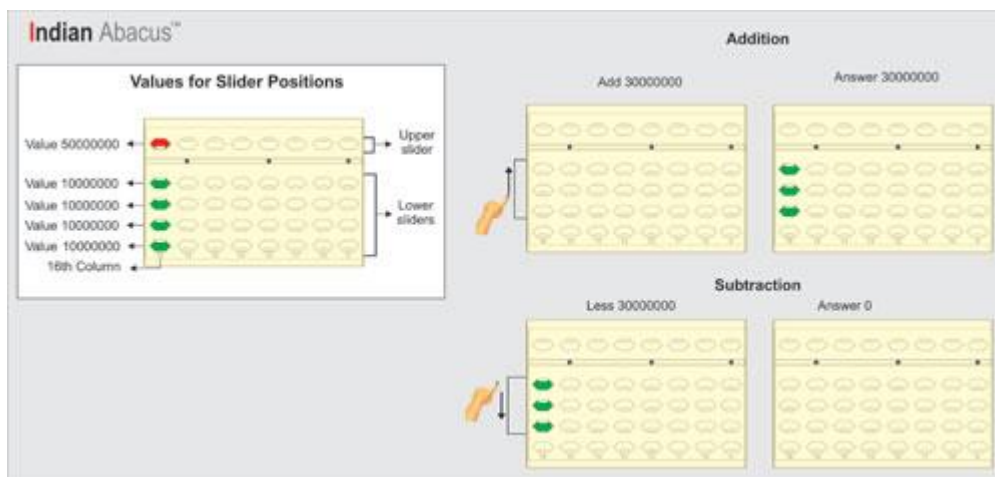 Indian Abacus™
Values for Slider Positions
Value 50000000
Upper
slider
Value 10000000
Value 10000000
Value 10000000
Value 10000000
Lower
sliders
16th Column
Addition
Add 30000000
Answer 30000000
Subtraction
Less 30000000
Answer 0